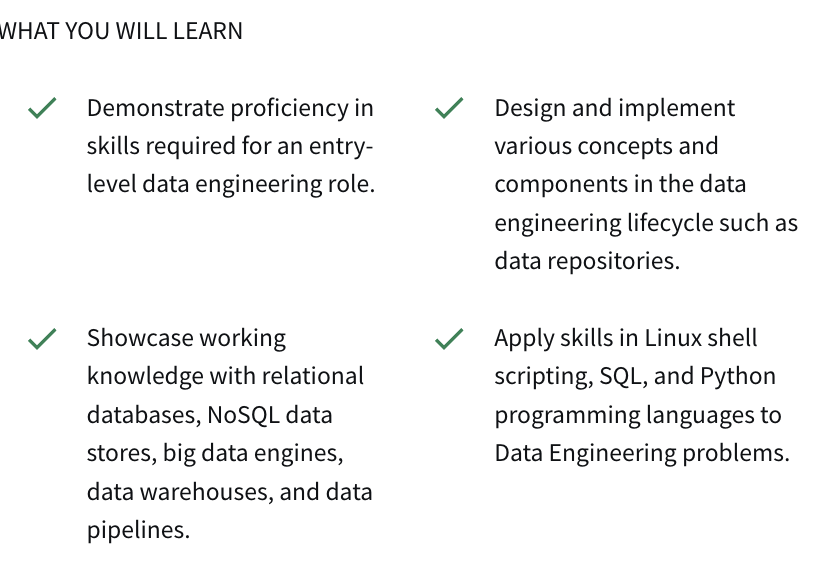 WHAT YOU WILL LEARN
Demonstrate proficiency in
skills required for an entry-
level data engineering role.
Design and implement
various concepts and
components in the data
engineering lifecycle such as
data repositories.
Showcase working
knowledge with relational
databases, NoSQL data
stores, big data engines,
data warehouses, and data
pipelines.
Apply skills in Linux shell
scripting, SQL, and Python
programming languages to
Data Engineering problems.